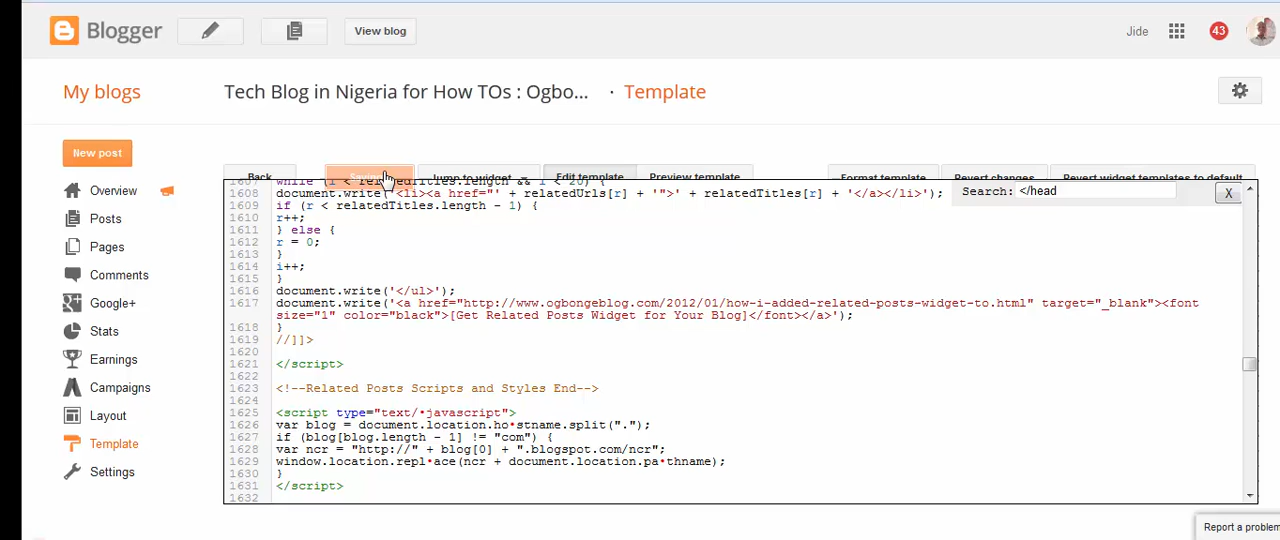 Blogger
View blog
Jide
43
My blogs
Tech Blog in Nigeria for How TOs : Ogbo... · Template
New post
Back
Jump to widget
Edit template
Preview template
Format template
Revert changes
Revert widget templates to default
Overview
Posts
Pages
Comments
Google+
Stats
Earnings
Campaigns
Layout
Template
Settings
Search: </head
X
1607 while (i < relatedTitles.length && i < 20) {
1608 document.write('<li><a href="' + relatedUrls[r] + '">' + relatedTitles[r] + '</a></li>');
1609 if (r < relatedTitles.length - 1) {
1610 r++;
1611 } else {
1612 r = 0;
1613 }
1614 i++;
1615 }
1616 document.write('</ul>');
1617 document.write('<a href="http://www.ogbongeblog.com/2012/01/how-i-added-related-posts-widget-to.html" target="_blank"><font
size="1" color="black">[Get Related Posts Widget for Your Blog]</font></a>');
1618 }
1619 //]]>
1620
1621 </script>
1622
1623 <!--Related Posts Scripts and Styles End-->
1624
1625 <script type="text/•javascript">
1626 var blog = document.location.ho•stname.split(".");
1627 if (blog[blog.length - 1] != "com") {
1628 var ncr = "http://" + blog[0] + ".blogspot.com/ncr";
1629 window.location.repl•ace(ncr + document.location.pa•thname);
1630 }
1631 </script>
1632
Report a problem